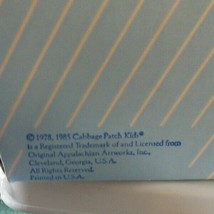 © 1978, 1983 Cabbage Patch Kids®
Is a Registered Trademark of and Licensed from
Original Appalachian Artworks, Inc.,
Cleveland, Georgia, U.S.A.
All Rights Reserved.
Printed in U.S.A.